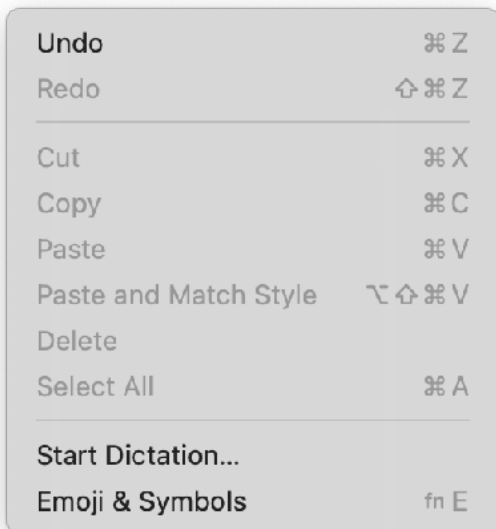 Undo ⌘ Z
Redo ⇧ ⌘ Z
Cut ⌘ X
Copy ⌘ C
Paste ⌘ V
Paste and Match Style ⌥ ⇧ ⌘ V
Delete
Select All ⌘ A
Start Dictation...
Emoji & Symbols fn E